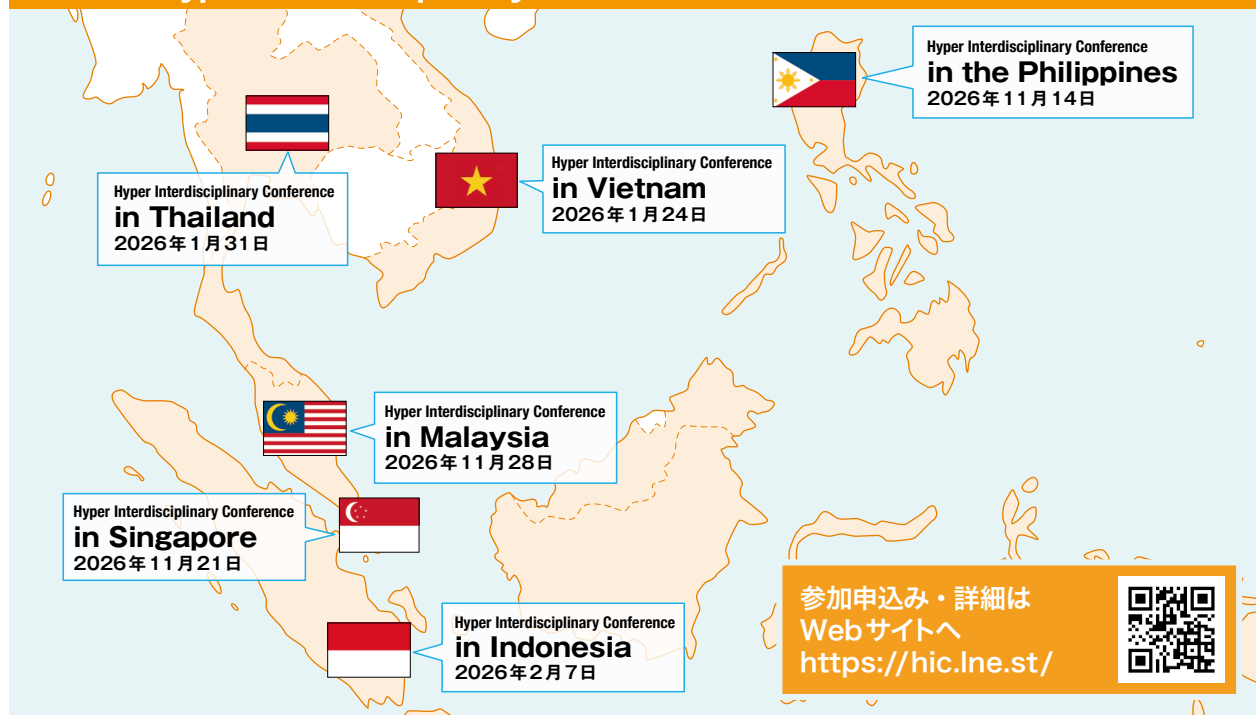 Hyper Interdisciplinary Conference
in the Philippines
2026年11月14日
Hyper Interdisciplinary Conference
in Vietnam
2026年1月24日
Hyper Interdisciplinary Conference
in Thailand
2026年1月31日
Hyper Interdisciplinary Conference
in Malaysia
2026年11月28日
Hyper Interdisciplinary Conference
in Singapore
2026年11月21日
Hyper Interdisciplinary Conference
in Indonesia
2026年2月7日
参加申込み・詳細は
Webサイトへ
https://hic.lne.st/